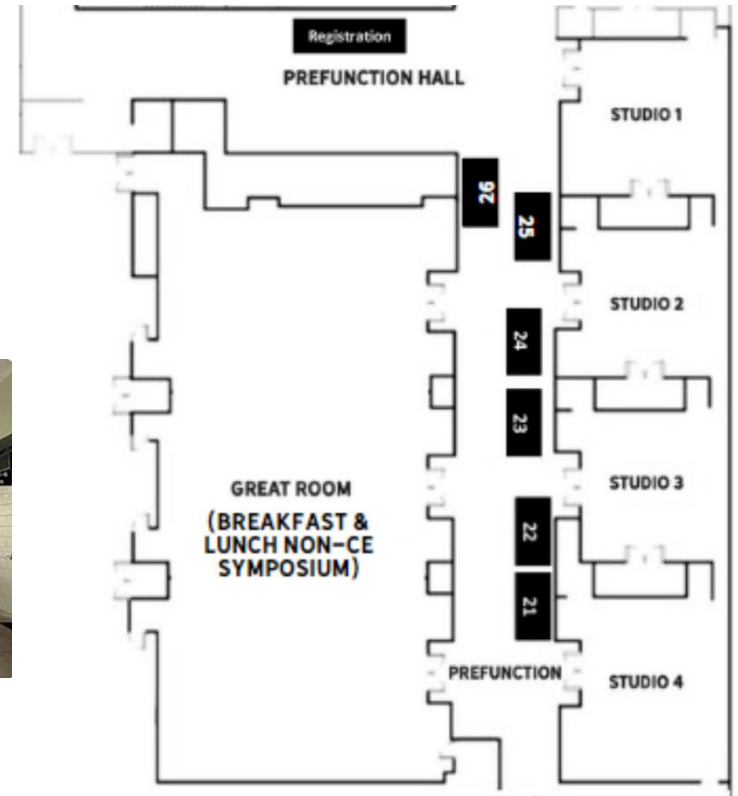 Registration
PREFUNCTION HALL
STUDIO 1
26
25
STUDIO 2
24
23
STUDIO 3
GREAT ROOM
(BREAKFAST &
LUNCH NON-CE
SYMPOSIUM)
22
21
PREFUNCTION
STUDIO 4